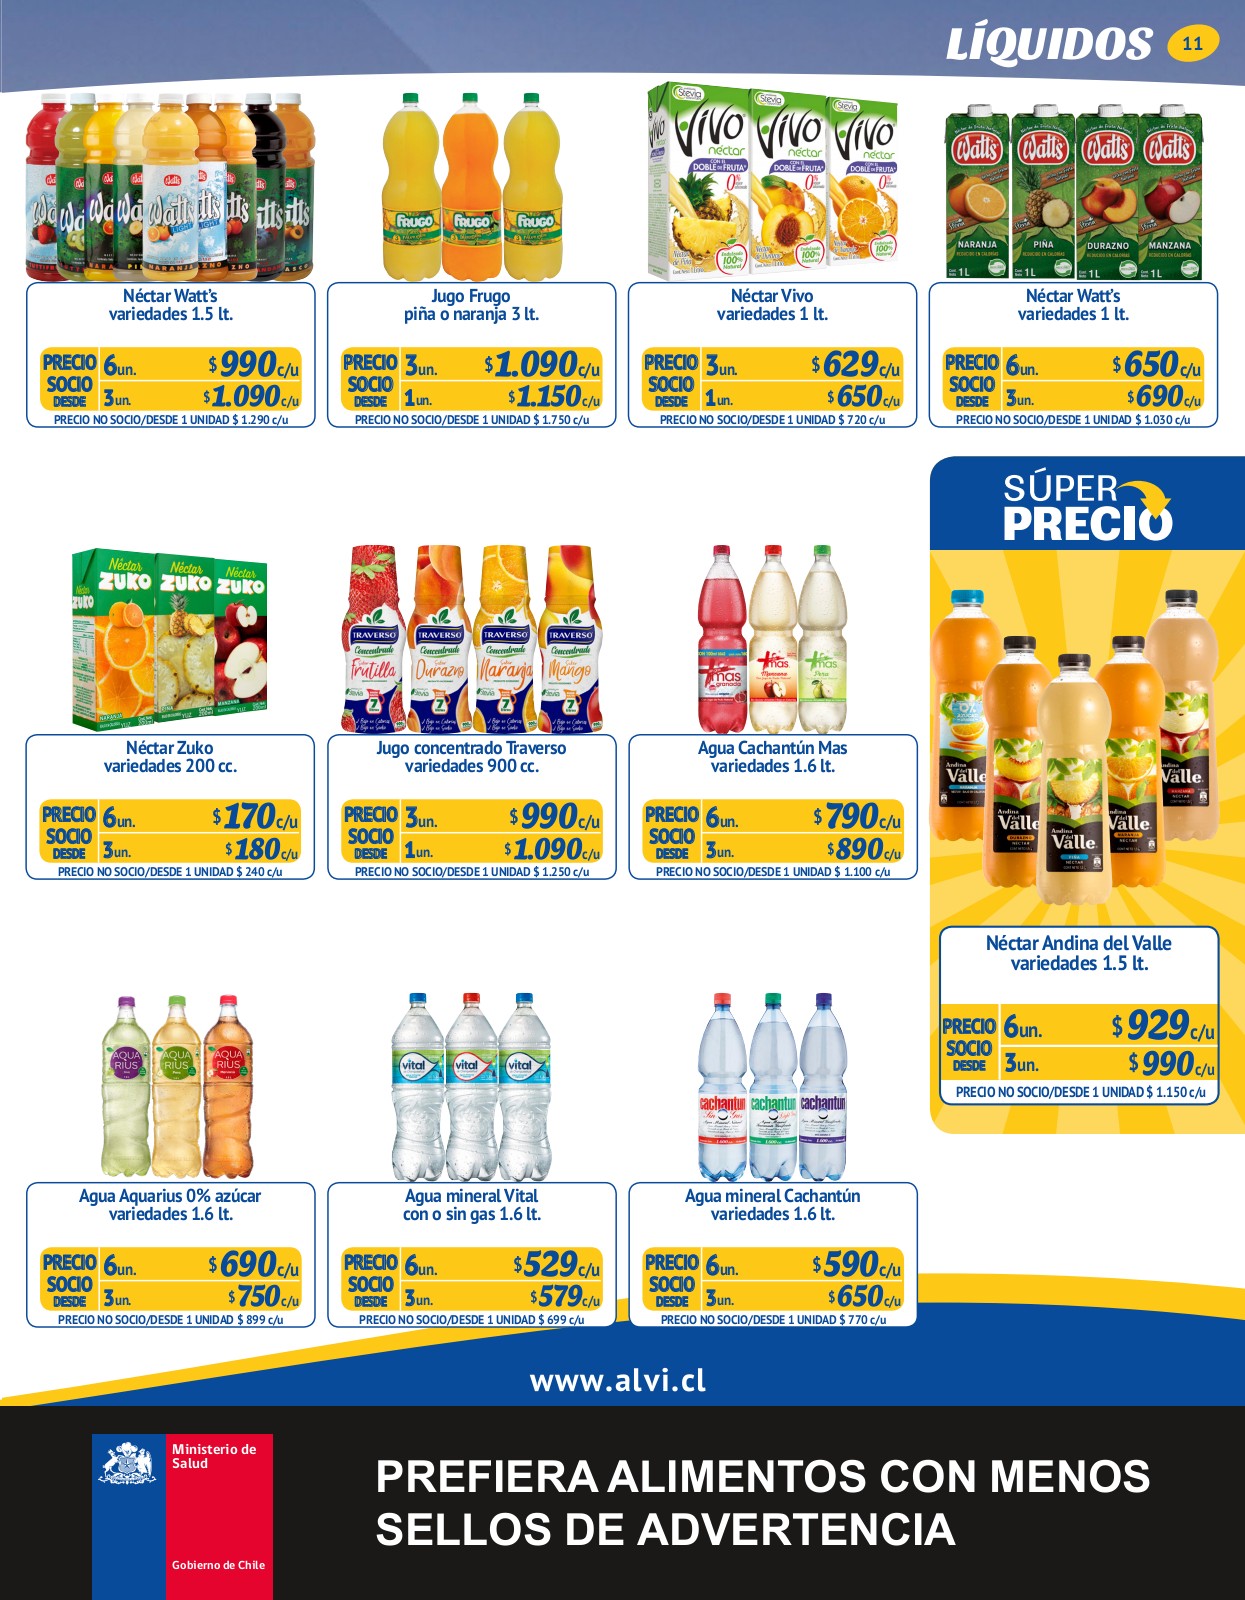 LÍQUIDOS 11
Néctar Watt's
variedades 1.5 lt.
PRECIO SOCIO DESDE
6un. $990c/u
3un. $1.090c/u
PRECIO NO SOCIO/DESDE 1 UNIDAD $ 1.290 c/u
Jugo Frugo
piña o naranja 3 lt.
PRECIO SOCIO DESDE
3un. $1.090c/u
1un. $1.150c/u
PRECIO NO SOCIO/DESDE 1 UNIDAD $ 1.750 c/u
Néctar Vivo
variedades 1 lt.
PRECIO SOCIO DESDE
3un. $629c/u
1un. $650c/u
PRECIO NO SOCIO/DESDE 1 UNIDAD $ 720 c/u
Néctar Watt's
variedades 1 lt.
PRECIO SOCIO DESDE
6un. $650c/u
3un. $690c/u
PRECIO NO SOCIO/DESDE 1 UNIDAD $ 1.030 c/u
SÚPER
PRECIO
Néctar Zuko
variedades 200 cc.
PRECIO SOCIO DESDE
6un. $170c/u
3un. $180c/u
PRECIO NO SOCIO/DESDE 1 UNIDAD $ 240 c/u
Jugo concentrado Traverso
variedades 900 cc.
PRECIO SOCIO DESDE
3un. $990c/u
1un. $1.090c/u
PRECIO NO SOCIO/DESDE 1 UNIDAD $ 1.250 c/u
Agua Cachantún Mas
variedades 1.6 lt.
PRECIO SOCIO DESDE
6un. $790c/u
3un. $890c/u
PRECIO NO SOCIO/DESDE 1 UNIDAD $ 1.100 c/u
Néctar Andina del Valle
variedades 1.5 lt.
PRECIO SOCIO DESDE
6un. $929c/u
3un. $990c/u
PRECIO NO SOCIO/DESDE 1 UNIDAD $ 1.150 c/u
Agua Aquarius 0% azúcar
variedades 1.6 lt.
PRECIO SOCIO DESDE
6un. $690c/u
3un. $750c/u
PRECIO NO SOCIO/DESDE 1 UNIDAD $ 899 c/u
Agua mineral Vital
con o sin gas 1.6 lt.
PRECIO SOCIO DESDE
6un. $529c/u
3un. $579c/u
PRECIO NO SOCIO/DESDE 1 UNIDAD $ 699 c/u
Agua mineral Cachantún
variedades 1.6 lt.
PRECIO SOCIO DESDE
6un. $590c/u
3un. $650c/u
PRECIO NO SOCIO/DESDE 1 UNIDAD $ 770 c/u
www.alvi.cl
Ministerio de
Salud
Gobierno de Chile
PREFIERA ALIMENTOS CON MENOS
SELLOS DE ADVERTENCIA